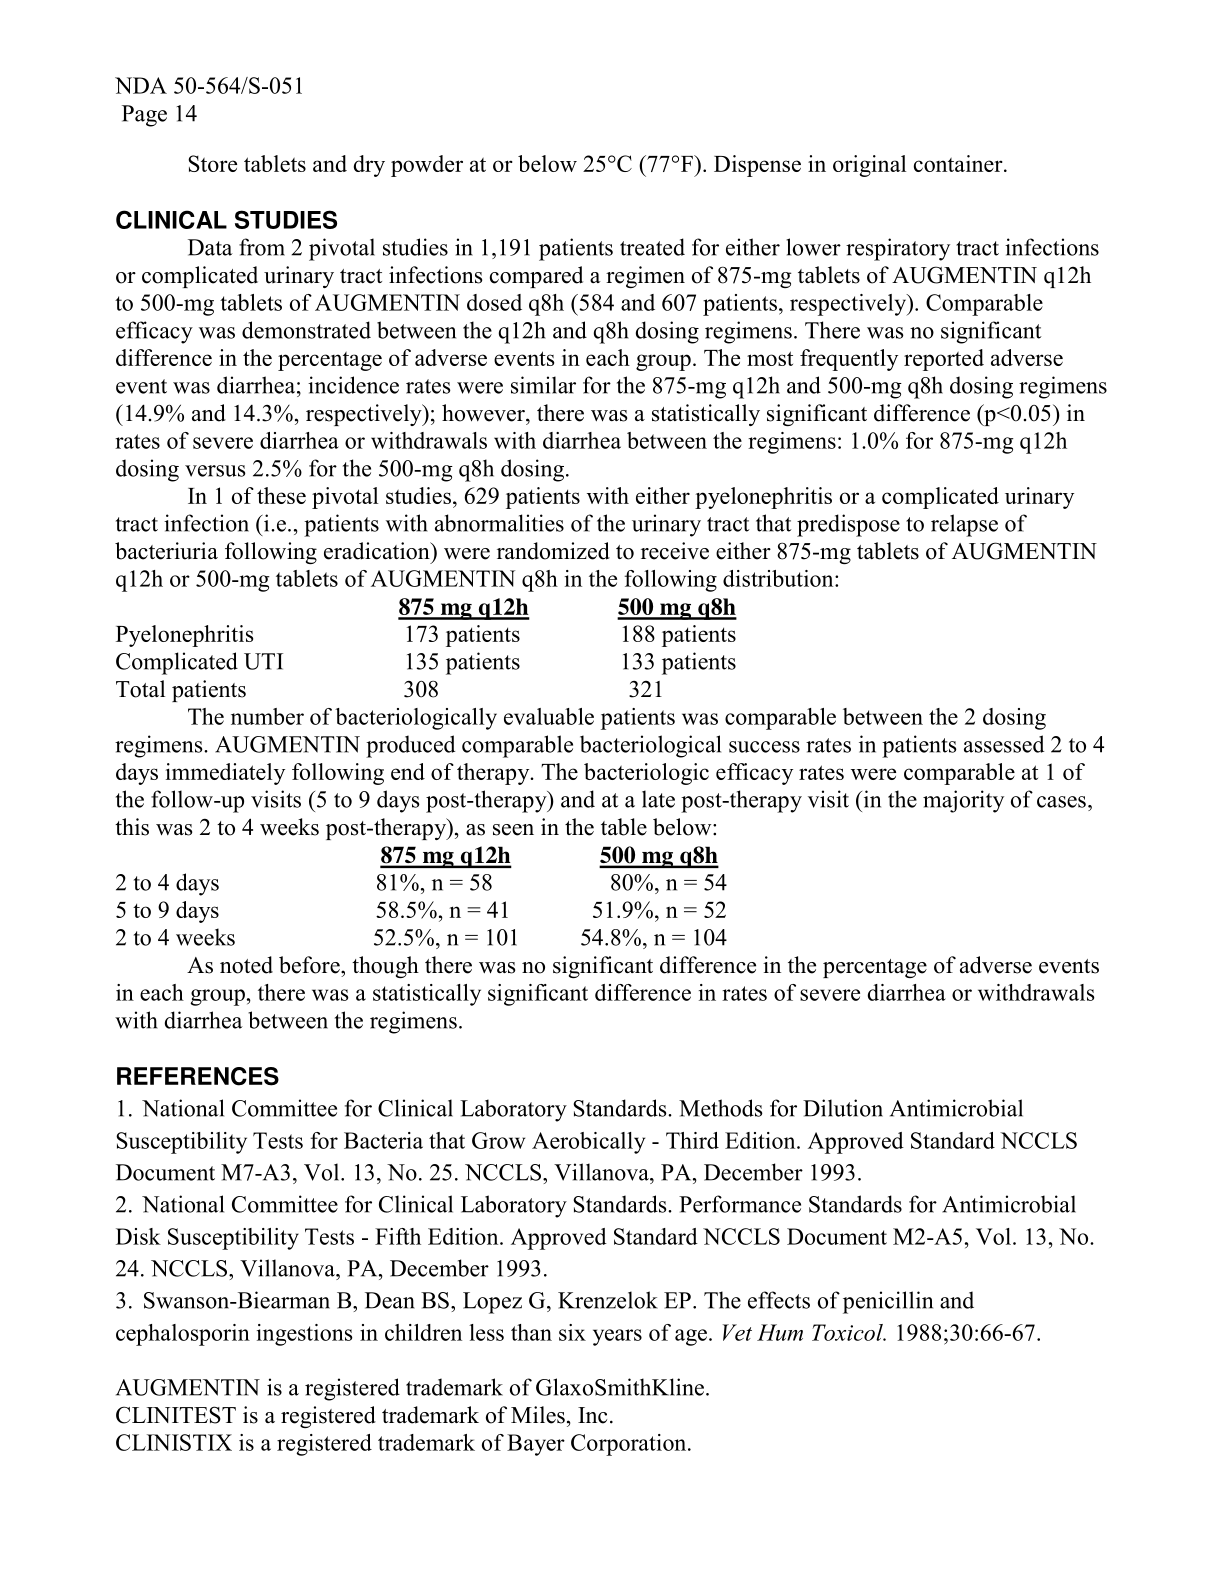 NDA 50-564/S-051
Page 14
Store tablets and dry powder at or below 25°C (77°F). Dispense in original container.
CLINICAL STUDIES
Data from 2 pivotal studies in 1,191 patients treated for either lower respiratory tract infections
or complicated urinary tract infections compared a regimen of 875-mg tablets of AUGMENTIN q12h
to 500-mg tablets of AUGMENTIN dosed q8h (584 and 607 patients, respectively). Comparable
efficacy was demonstrated between the q12h and q8h dosing regimens. There was no significant
difference in the percentage of adverse events in each group. The most frequently reported adverse
event was diarrhea; incidence rates were similar for the 875-mg q12h and 500-mg q8h dosing regimens
(14.9% and 14.3%, respectively); however, there was a statistically significant difference (p<0.05) in
rates of severe diarrhea or withdrawals with diarrhea between the regimens: 1.0% for 875-mg q12h
dosing versus 2.5% for the 500-mg q8h dosing.
In 1 of these pivotal studies, 629 patients with either pyelonephritis or a complicated urinary
tract infection (i.e., patients with abnormalities of the urinary tract that predispose to relapse of
bacteriuria following eradication) were randomized to receive either 875-mg tablets of AUGMENTIN
q12h or 500-mg tablets of AUGMENTIN q8h in the following distribution:
875 mg q12h 500 mg q8h
Pyelonephritis 173 patients 188 patients
Complicated UTI 135 patients 133 patients
Total patients 308 321
The number of bacteriologically evaluable patients was comparable between the 2 dosing
regimens. AUGMENTIN produced comparable bacteriological success rates in patients assessed 2 to 4
days immediately following end of therapy. The bacteriologic efficacy rates were comparable at 1 of
the follow-up visits (5 to 9 days post-therapy) and at a late post-therapy visit (in the majority of cases,
this was 2 to 4 weeks post-therapy), as seen in the table below:
875 mg q12h 500 mg q8h
2 to 4 days 81%, n = 58 80%, n = 54
5 to 9 days 58.5%, n = 41 51.9%, n = 52
2 to 4 weeks 52.5%, n = 101 54.8%, n = 104
As noted before, though there was no significant difference in the percentage of adverse events
in each group, there was a statistically significant difference in rates of severe diarrhea or withdrawals
with diarrhea between the regimens.
REFERENCES
1. National Committee for Clinical Laboratory Standards. Methods for Dilution Antimicrobial
Susceptibility Tests for Bacteria that Grow Aerobically - Third Edition. Approved Standard NCCLS
Document M7-A3, Vol. 13, No. 25. NCCLS, Villanova, PA, December 1993.
2. National Committee for Clinical Laboratory Standards. Performance Standards for Antimicrobial
Disk Susceptibility Tests - Fifth Edition. Approved Standard NCCLS Document M2-A5, Vol. 13, No.
24. NCCLS, Villanova, PA, December 1993.
3. Swanson-Biearman B, Dean BS, Lopez G, Krenzelok EP. The effects of penicillin and
cephalosporin ingestions in children less than six years of age. Vet Hum Toxicol. 1988;30:66-67.
AUGMENTIN is a registered trademark of GlaxoSmithKline.
CLINITEST is a registered trademark of Miles, Inc.
CLINISTIX is a registered trademark of Bayer Corporation.